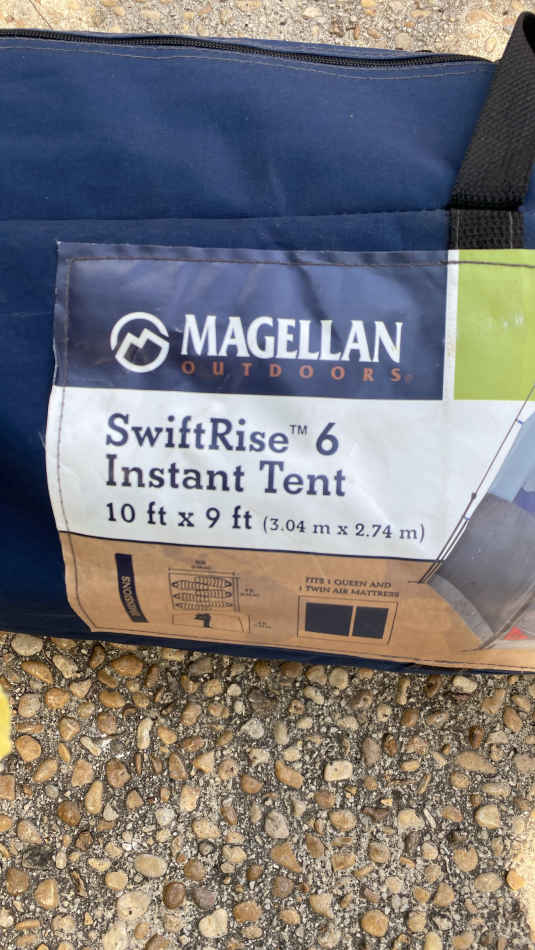 MAGELLAN
OUTDOORS®
SwiftRise™ 6
Instant Tent
10 ft x 9 ft (3.04 m x 2.74 m)
FITS 1 QUEEN AND
1 TWIN AIR MATTRESS